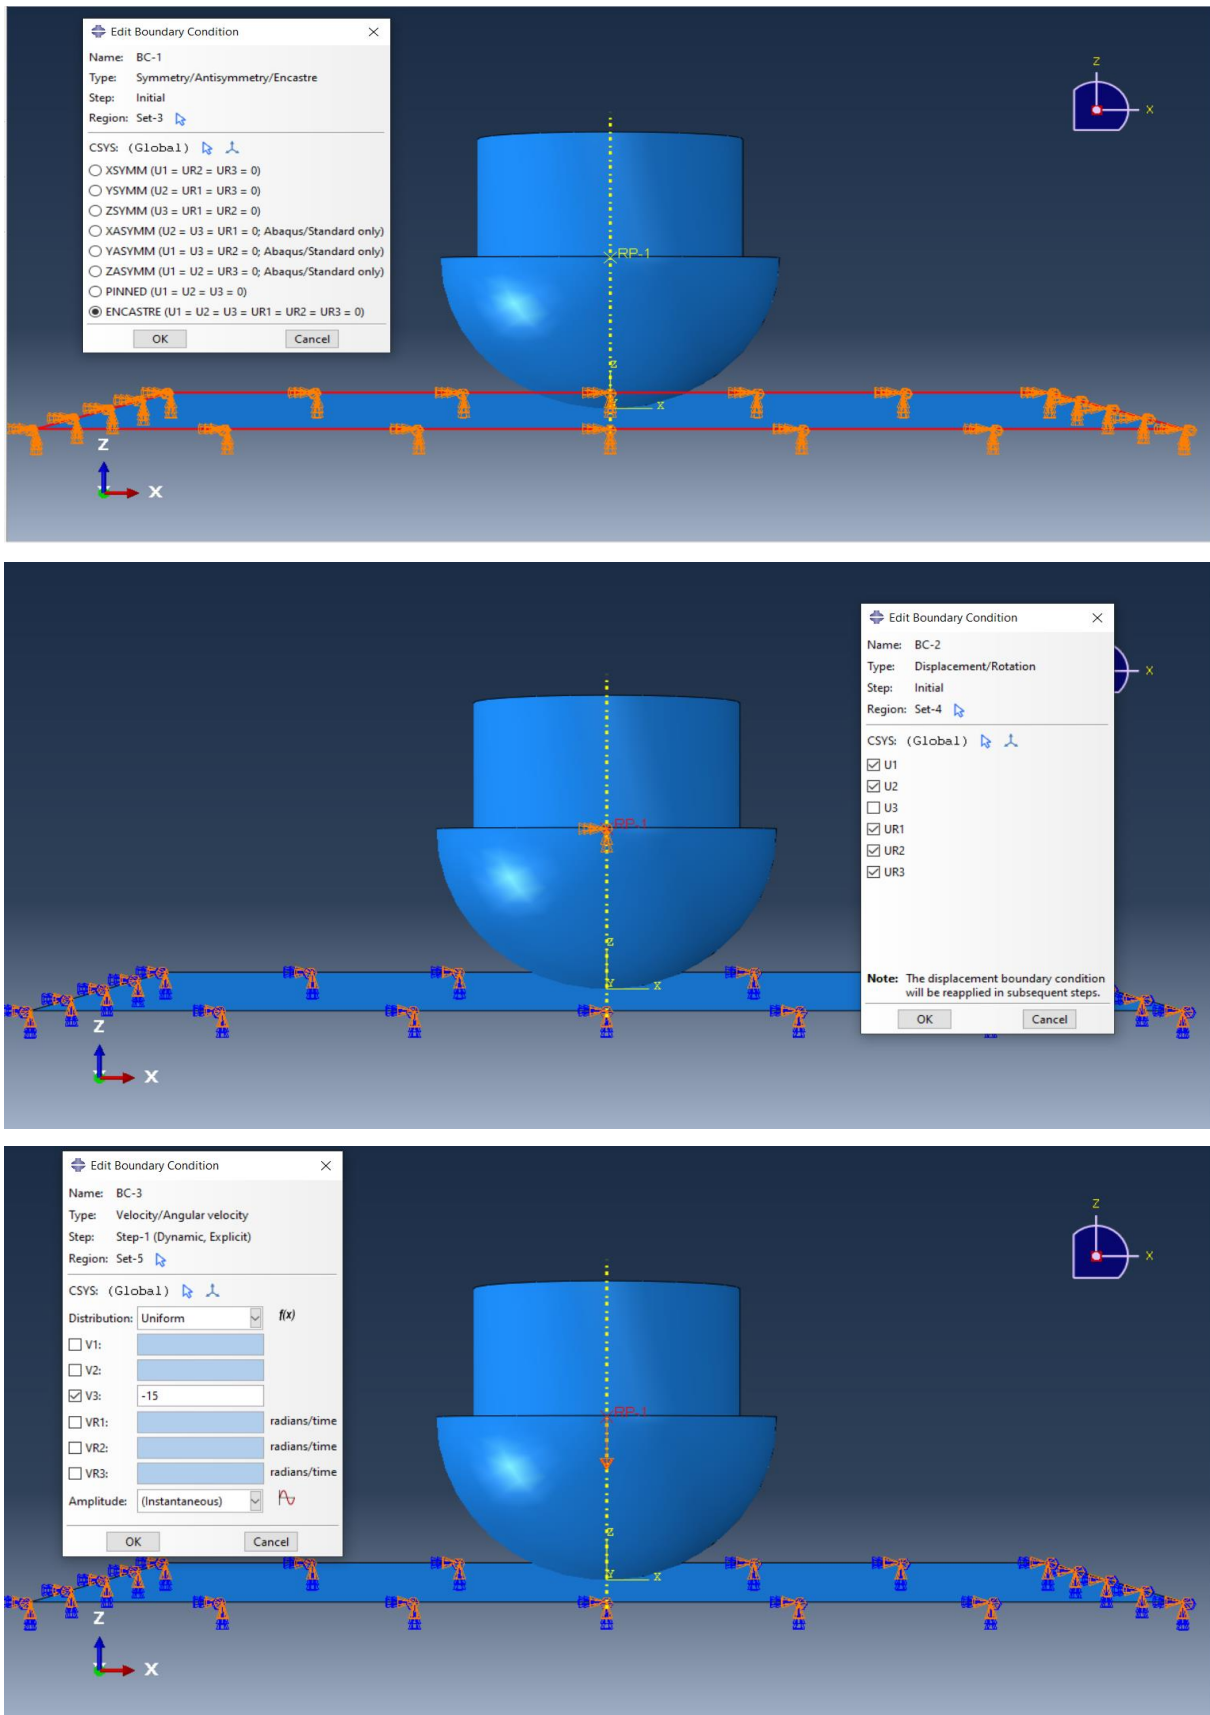 Edit Boundary Condition
Name: BC-1
Type: Symmetry/Antisymmetry/Encastre
Step: Initial
Region: Set-3
CSYS: (Global)
XSYMM (U1 = UR2 = UR3 = 0)
YSYMM (U2 = UR1 = UR3 = 0)
ZSYMM (U3 = UR1 = UR2 = 0)
XASYMM (U2 = U3 = UR1 = 0; Abaqus/Standard only)
YASYMM (U1 = U3 = UR2 = 0; Abaqus/Standard only)
ZASYMM (U1 = U2 = UR3 = 0; Abaqus/Standard only)
PINNED (U1 = U2 = U3 = 0)
ENCASTRE (U1 = U2 = U3 = UR1 = UR2 = UR3 = 0)
OK Cancel
Z
X
RP-1
Z
X
Z
X
Edit Boundary Condition
Name: BC-2
Type: Displacement/Rotation
Step: Initial
Region: Set-4
CSYS: (Global)
U1
U2
U3
UR1
UR2
UR3
Note: The displacement boundary condition
will be reapplied in subsequent steps.
OK Cancel
X
RP-1
Z
Y
X
Z
X
Edit Boundary Condition
Name: BC-3
Type: Velocity/Angular velocity
Step: Step-1 (Dynamic, Explicit)
Region: Set-5
CSYS: (Global)
Distribution: Uniform f(x)
V1:
V2:
V3: -15
VR1: radians/time
VR2: radians/time
VR3: radians/time
Amplitude: (Instantaneous)
OK Cancel
Z
X
RP-1
Z
Y
X
Z
X